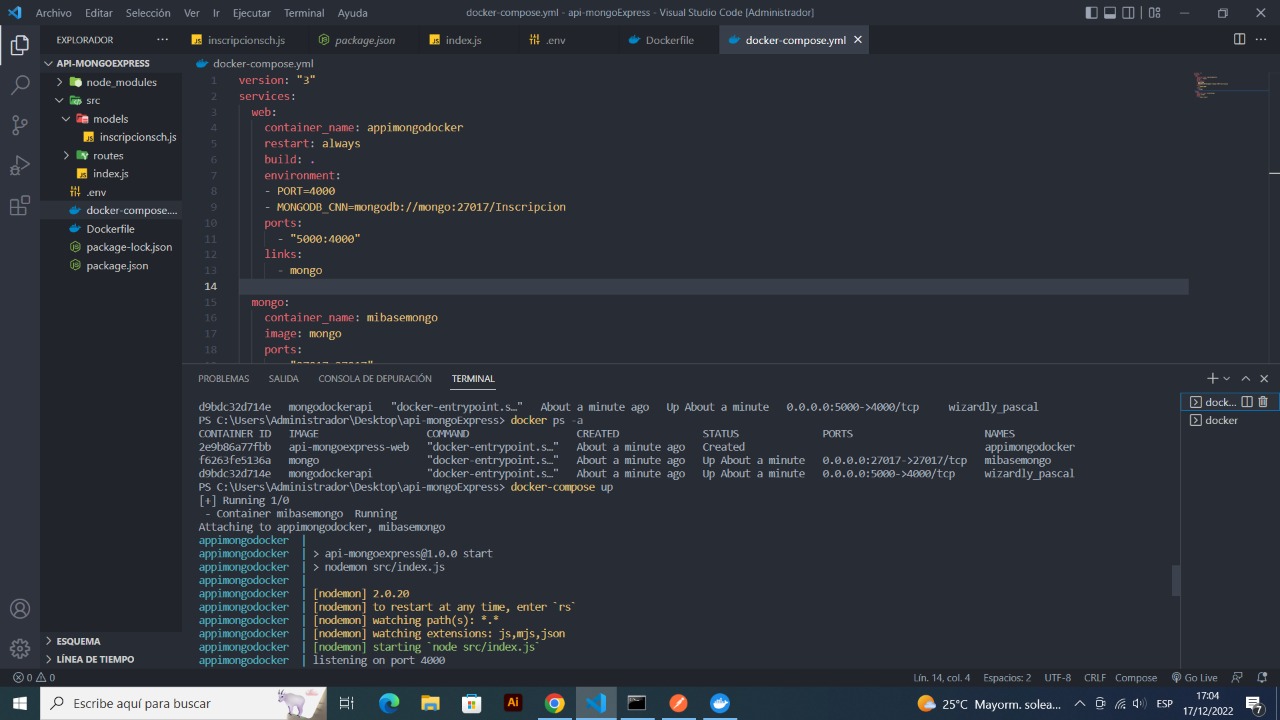 Archivo Editar Selección Ver Ir Ejecutar Terminal Ayuda
docker-compose.yml - api-mongoExpress - Visual Studio Code [Administrador]
EXPLORADOR
inscripcionsch.js package.json index.js .env Dockerfile docker-compose.yml
API-MONGOEXPRESS
node_modules
src
models
inscripcionsch.js
routes
index.js
.env
docker-compose....
Dockerfile
package-lock.json
package.json
ESQUEMA
LÍNEA DE TIEMPO
docker-compose.yml
1 version: "3"
2 services:
3 web:
4 container_name: appimongodocker
5 restart: always
6 build: .
7 environment:
8 - PORT=4000
9 - MONGODB_CNN=mongodb://mongo:27017/Inscripcion
10 ports:
11 - "5000:4000"
12 links:
13 - mongo
14
15 mongo:
16 container_name: mibasemongo
17 image: mongo
18 ports:
PROBLEMAS SALIDA CONSOLA DE DEPURACIÓN TERMINAL
d9bdc32d714e mongodockerapi "docker-entrypoint.s…" About a minute ago Up About a minute 0.0.0.0:5000->4000/tcp wizardly_pascal
PS C:\Users\Administrador\Desktop\api-mongoExpress> docker ps -a
CONTAINER ID IMAGE COMMAND CREATED STATUS PORTS NAMES
2e9b86a77fbb api-mongoexpress-web "docker-entrypoint.s…" About a minute ago Created appimongodocker
f6263fe5136a mongo "docker-entrypoint.s…" About a minute ago Up About a minute 0.0.0.0:27017->27017/tcp mibasemongo
d9bdc32d714e mongodockerapi "docker-entrypoint.s…" About a minute ago Up About a minute 0.0.0.0:5000->4000/tcp wizardly_pascal
PS C:\Users\Administrador\Desktop\api-mongoExpress> docker-compose up
[+] Running 1/0
- Container mibasemongo Running
Attaching to appimongodocker, mibasemongo
appimongodocker |
appimongodocker | > api-mongoexpress@1.0.0 start
appimongodocker | > nodemon src/index.js
appimongodocker |
appimongodocker | [nodemon] 2.0.20
appimongodocker | [nodemon] to restart at any time, enter `rs`
appimongodocker | [nodemon] watching path(s): *.*
appimongodocker | [nodemon] watching extensions: js,mjs,json
appimongodocker | [nodemon] starting `node src/index.js`
appimongodocker | listening on port 4000
dock...
docker
0 0
Lín. 14, col. 4 Espacios: 2 UTF-8 CRLF Compose Go Live
Escribe aquí para buscar
Ai
25°C Mayorm. solea...
ESP
17:04
17/12/2022
7